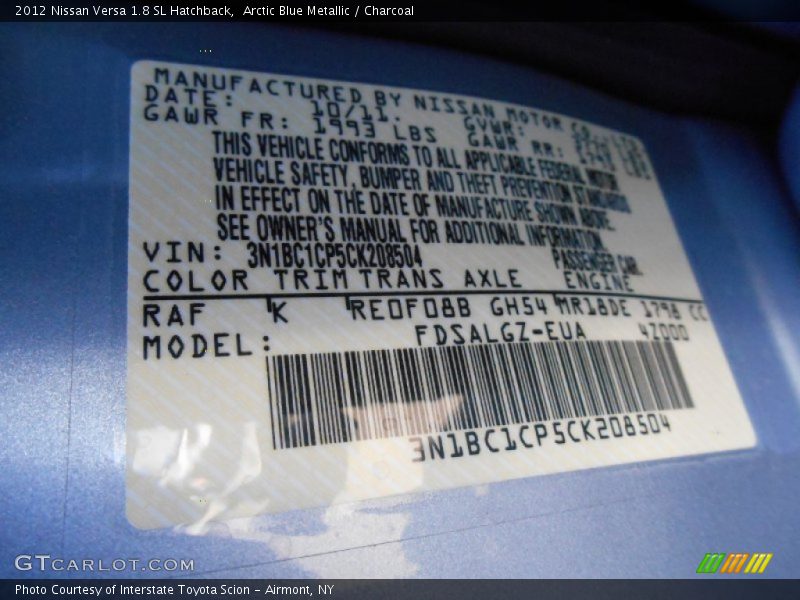 2012 Nissan Versa 1.8 SL Hatchback, Arctic Blue Metallic / Charcoal
MANUFACTURED BY NISSAN MOTOR CO., LTD.
DATE: 10/11. GVWR:
GAWR FR: 1993 LBS GAWR RR: LBS
THIS VEHICLE CONFORMS TO ALL APPLICABLE FEDERAL MOTOR
VEHICLE SAFETY, BUMPER AND THEFT PREVENTION STANDARDS
IN EFFECT ON THE DATE OF MANUFACTURE SHOWN ABOVE.
SEE OWNER'S MANUAL FOR ADDITIONAL INFORMATION.
VIN: 3N1BC1CP5CK208504 PASSENGER CAR.
COLOR TRIM TRANS AXLE ENGINE
RAF K RE0F08B GH54 MR18DE 1798 CC
MODEL: FDSALGZ-EUA 4Z000
3N1BC1CP5CK208504
GTCARLOT.COM
Photo Courtesy of Interstate Toyota Scion – Airmont, NY